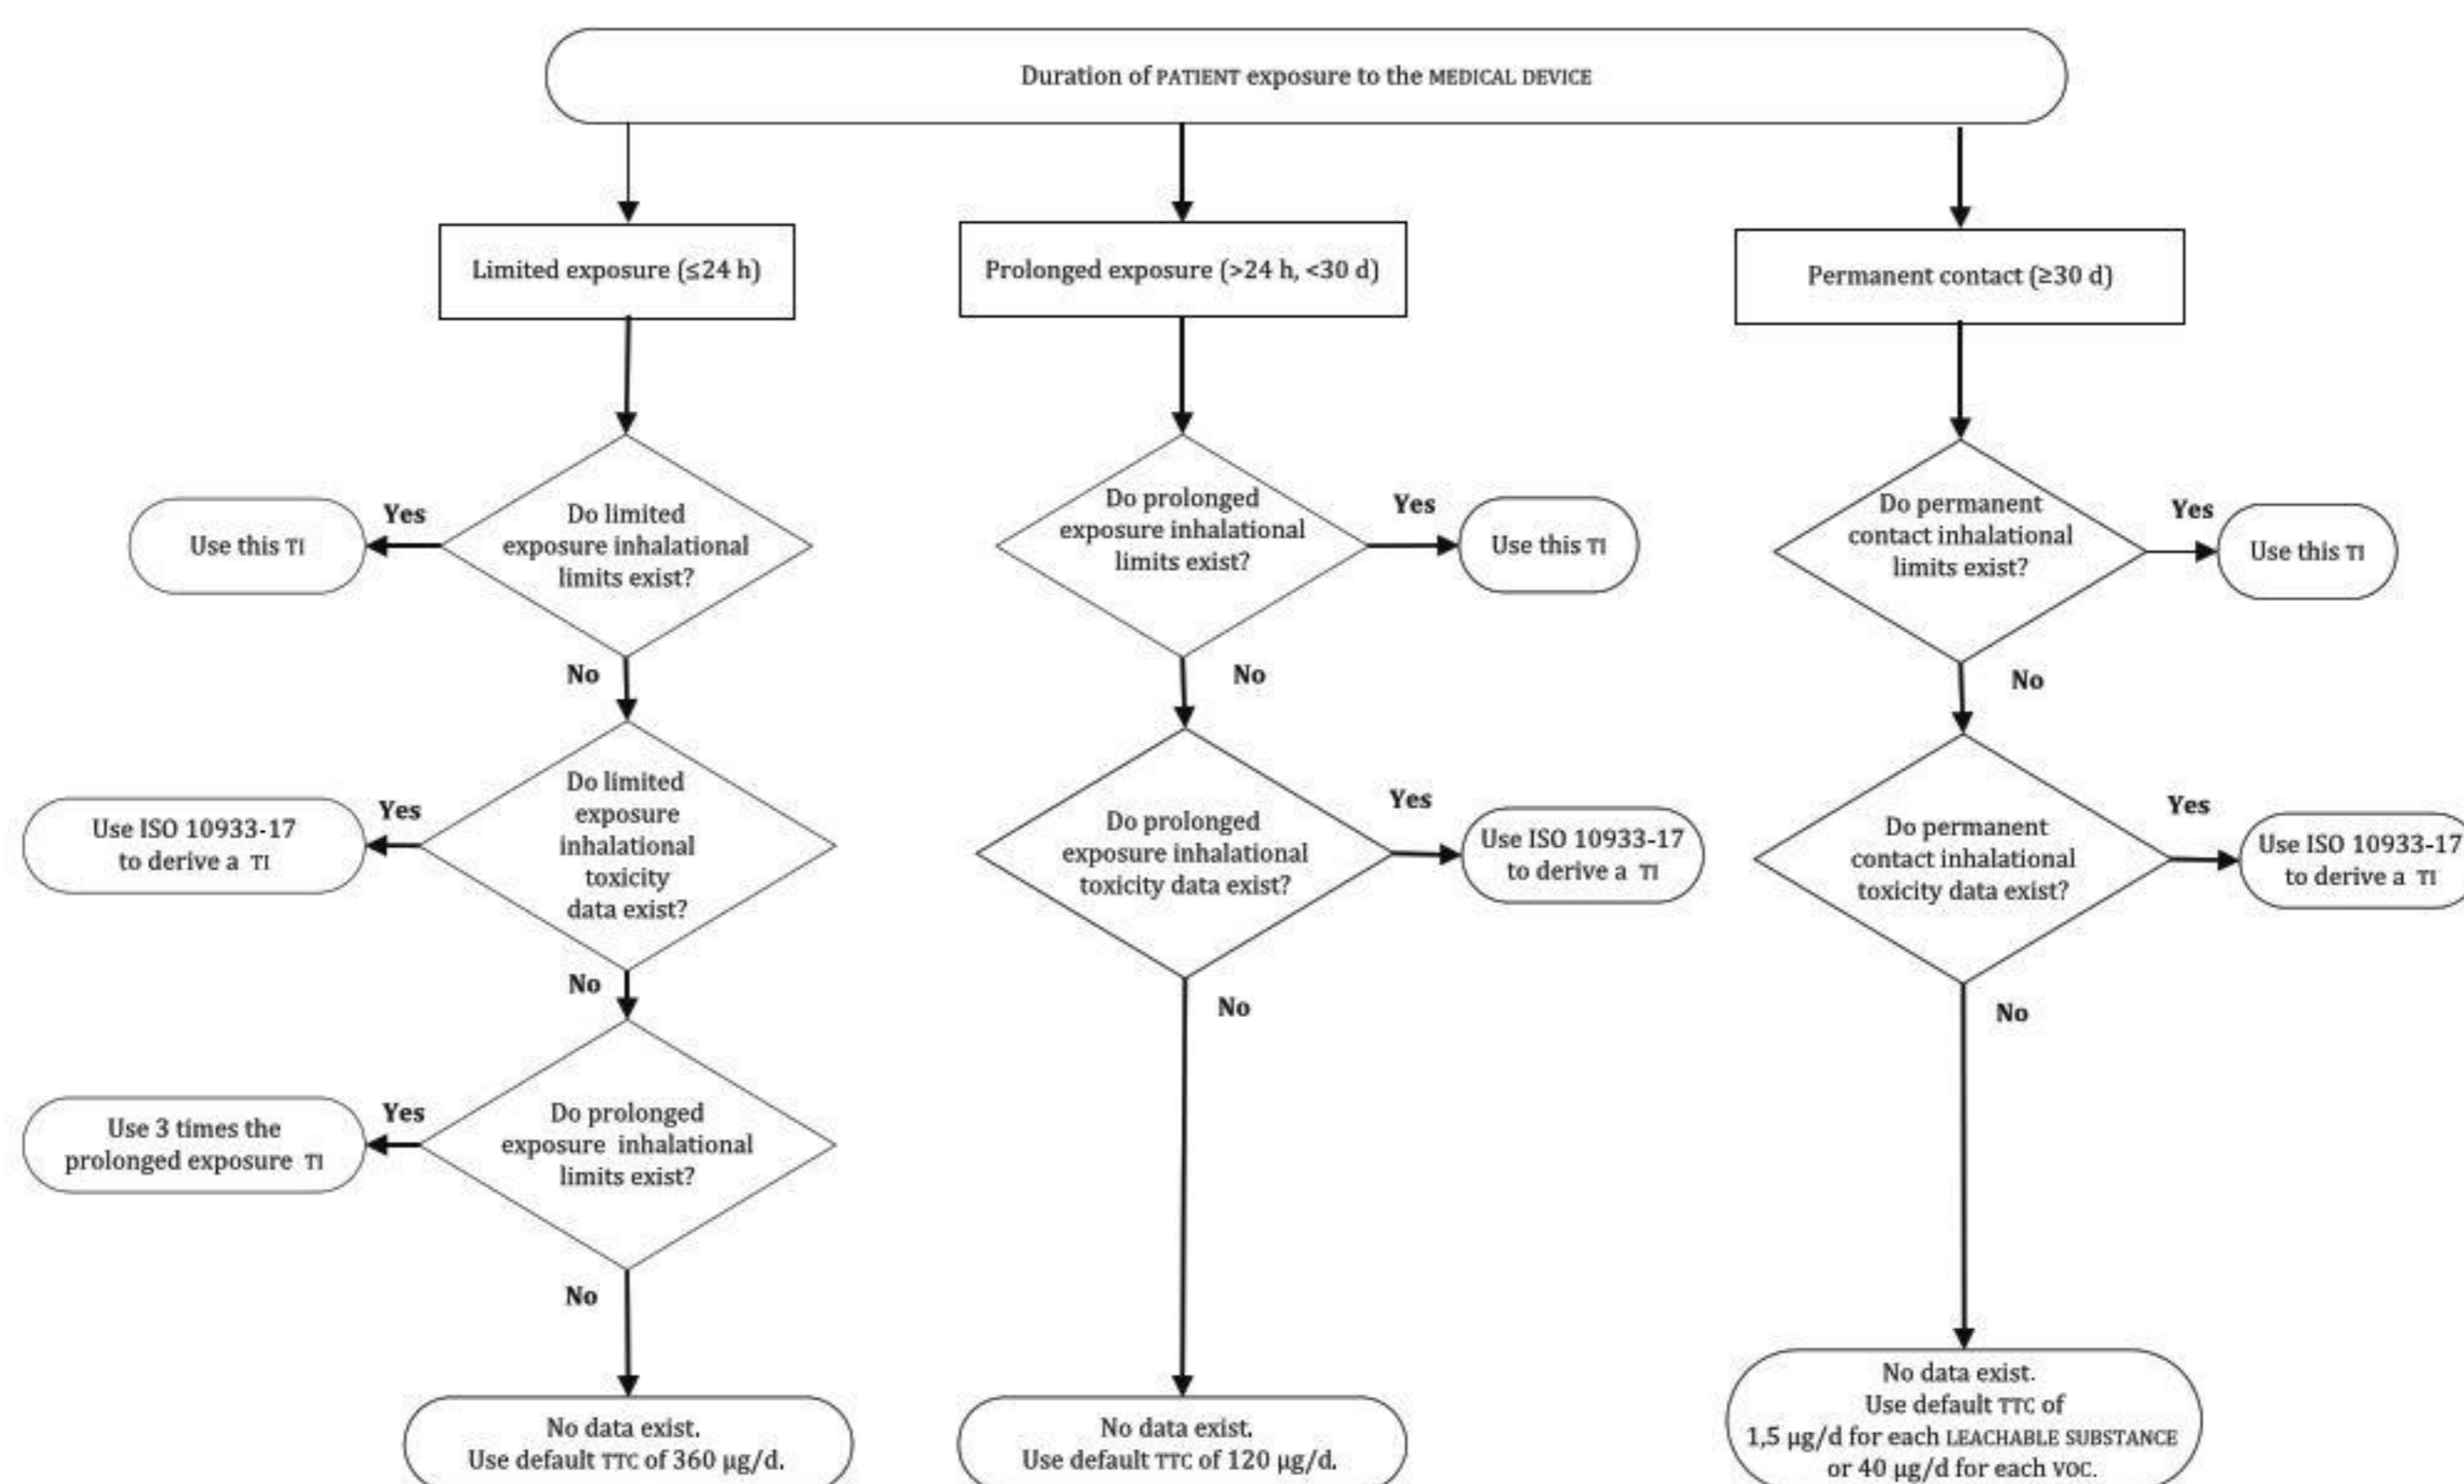 Duration of PATIENT exposure to the MEDICAL DEVICE
Limited exposure (≤24 h)
Prolonged exposure (>24 h, <30 d)
Permanent contact (≥30 d)
Use this TI
Yes
Do limited
exposure inhalational
limits exist?
Do prolonged
exposure inhalational
limits exist?
Yes
Use this TI
Do permanent
contact inhalational
limits exist?
Yes
Use this TI
No
No
No
Use ISO 10933-17
to derive a TI
Yes
Do limited
exposure
inhalational
toxicity
data exist?
Do prolonged
exposure inhalational
toxicity data exist?
Yes
Use ISO 10933-17
to derive a TI
Do permanent
contact inhalational
toxicity data exist?
Yes
Use ISO 10933-17
to derive a TI
No
No
No
Use 3 times the
prolonged exposure TI
Yes
Do prolonged
exposure inhalational
limits exist?
No
No data exist.
Use default TTC of 360 µg/d.
No data exist.
Use default TTC of 120 µg/d.
No data exist.
Use default TTC of
1,5 µg/d for each LEACHABLE SUBSTANCE
or 40 µg/d for each VOC.